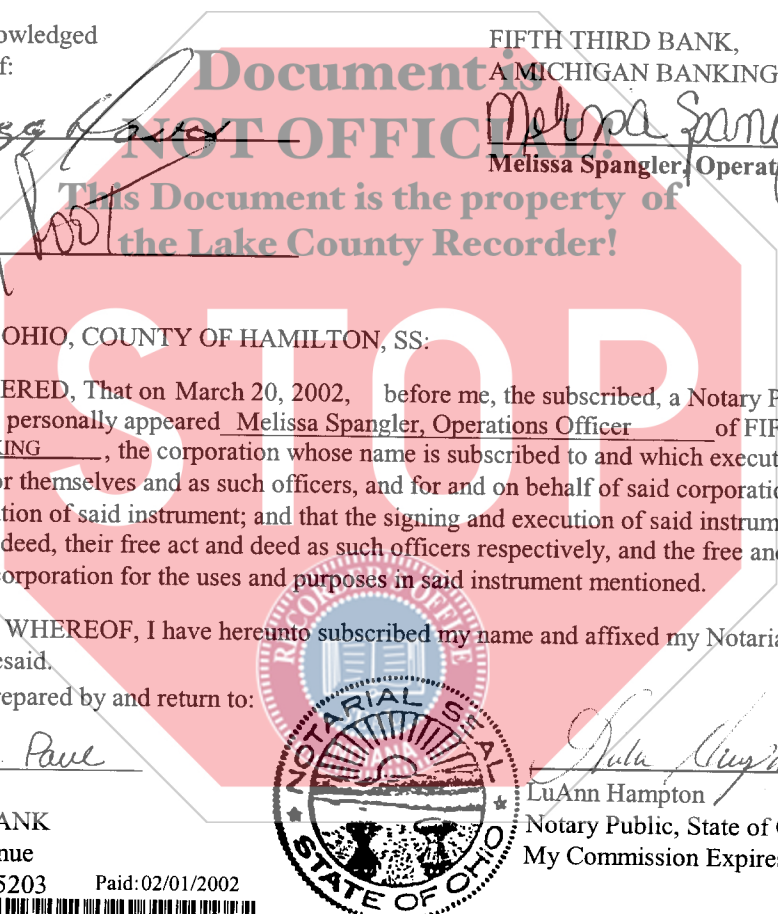 owledged
f:
FIFTH THIRD BANK,
A MICHIGAN BANKING
Document is
NOT OFFICIAL!
This Document is the property of
the Lake County Recorder!
Melissa Spangler, Operat
Root
STOP
OHIO, COUNTY OF HAMILTON, SS:
ERED, That on March 20, 2002, before me, the subscribed, a Notary P
personally appeared Melissa Spangler, Operations Officer of FIF
KING , the corporation whose name is subscribed to and which execut
or themselves and as such officers, and for and on behalf of said corporatio
tion of said instrument; and that the signing and execution of said instrum
deed, their free act and deed as such officers respectively, and the free and
corporation for the uses and purposes in said instrument mentioned.
WHEREOF, I have hereunto subscribed my name and affixed my Notaria
esaid.
repared by and return to:
RECORDER'S OFFICE
NOTARIAL SEAL
STATE OF OHIO
Paul
LuAnn Hampton
ANK
Notary Public, State of
nue
My Commission Expires
5203 Paid:02/01/2002